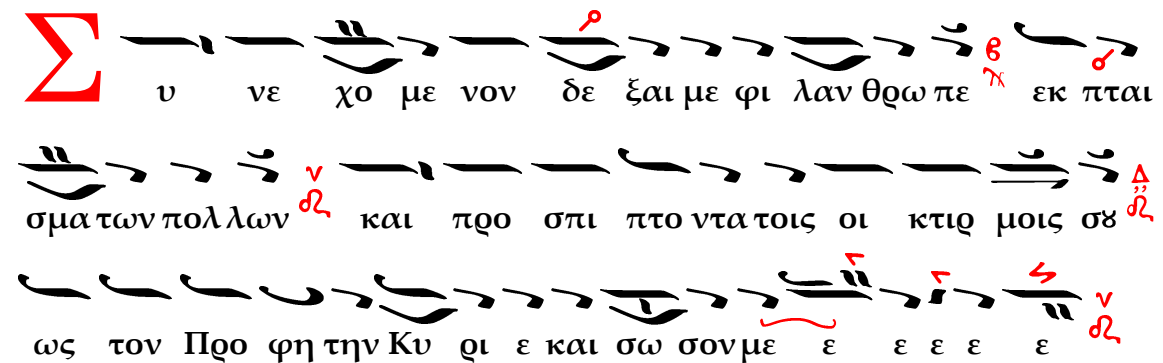 Συ νε χο με νον δε ξαι με φι λαν θρω πε εκ πται
σμα των πολ λων και προ σπι πτο ντα τοις οι κτιρ μοις σȣ
ως τον Προ φη την Κυ ρι ε και σω σον με ε ε ε ε ε